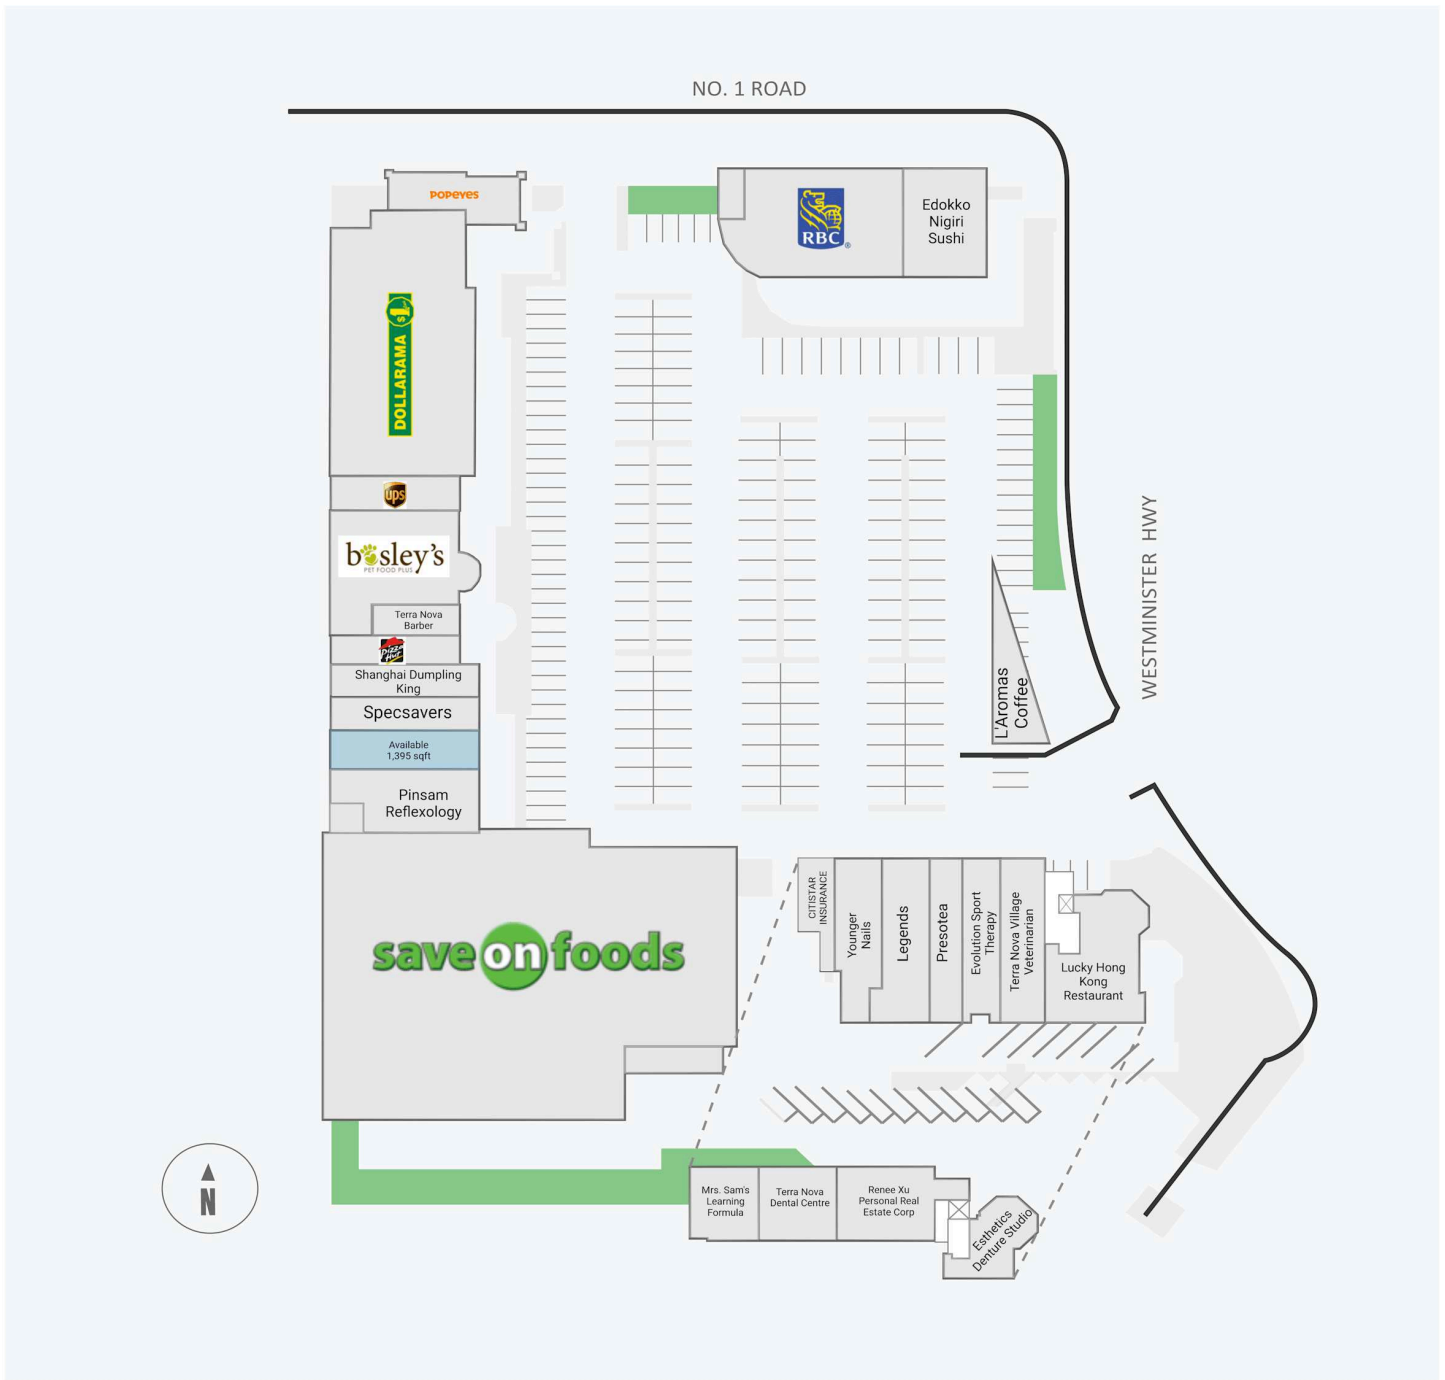 NO. 1 ROAD
POPEYES
RBC
®
Edokko
Nigiri
Sushi
$1
DOLLARAMA
WESTMINISTER HWY
ups
bosley's
PET FOOD PLUS
Terra Nova
Barber
Pizza
Hut
Shanghai Dumpling
King
Specsavers
Available
1,395 sqft
Pinsam
Reflexology
L'Aromas
Coffee
save on foods
CITISTAR
INSURANCE
Younger
Nails
Legends
Presotea
Evolution Sport
Therapy
Terra Nova Village
Veterinarian
Lucky Hong
Kong
Restaurant
N
Mrs. Sam's
Learning
Formula
Terra Nova
Dental Centre
Renee Xu
Personal Real
Estate Corp
Esthetics
Denture Studio